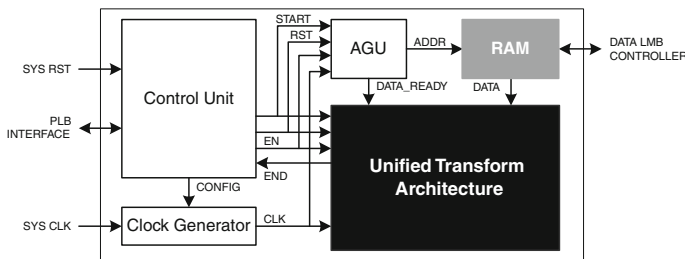 START
RST
AGU
ADDR
RAM
DATA LMB
CONTROLLER
SYS RST
Control Unit
DATA_READY
DATA
PLB
INTERFACE
EN
END
Unified Transform
Architecture
CONFIG
SYS CLK
Clock Generator
CLK